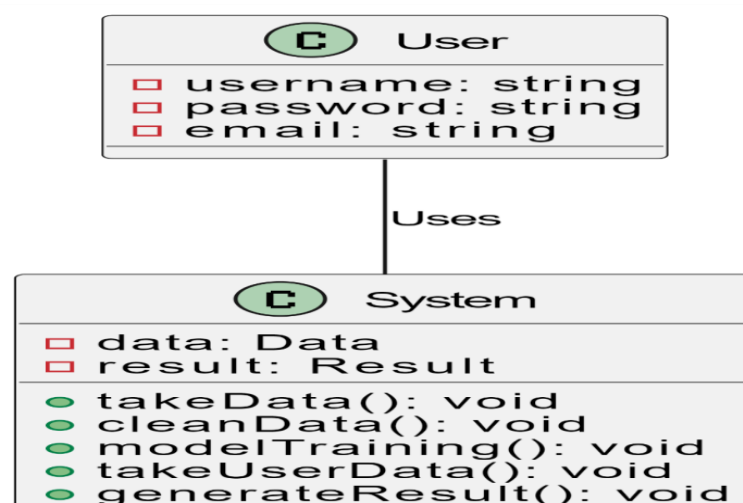 C User
username: string
password: string
email: string
Uses
C System
data: Data
result: Result
takeData(): void
cleanData(): void
modelTraining(): void
takeUserData(): void
generateResult(): void